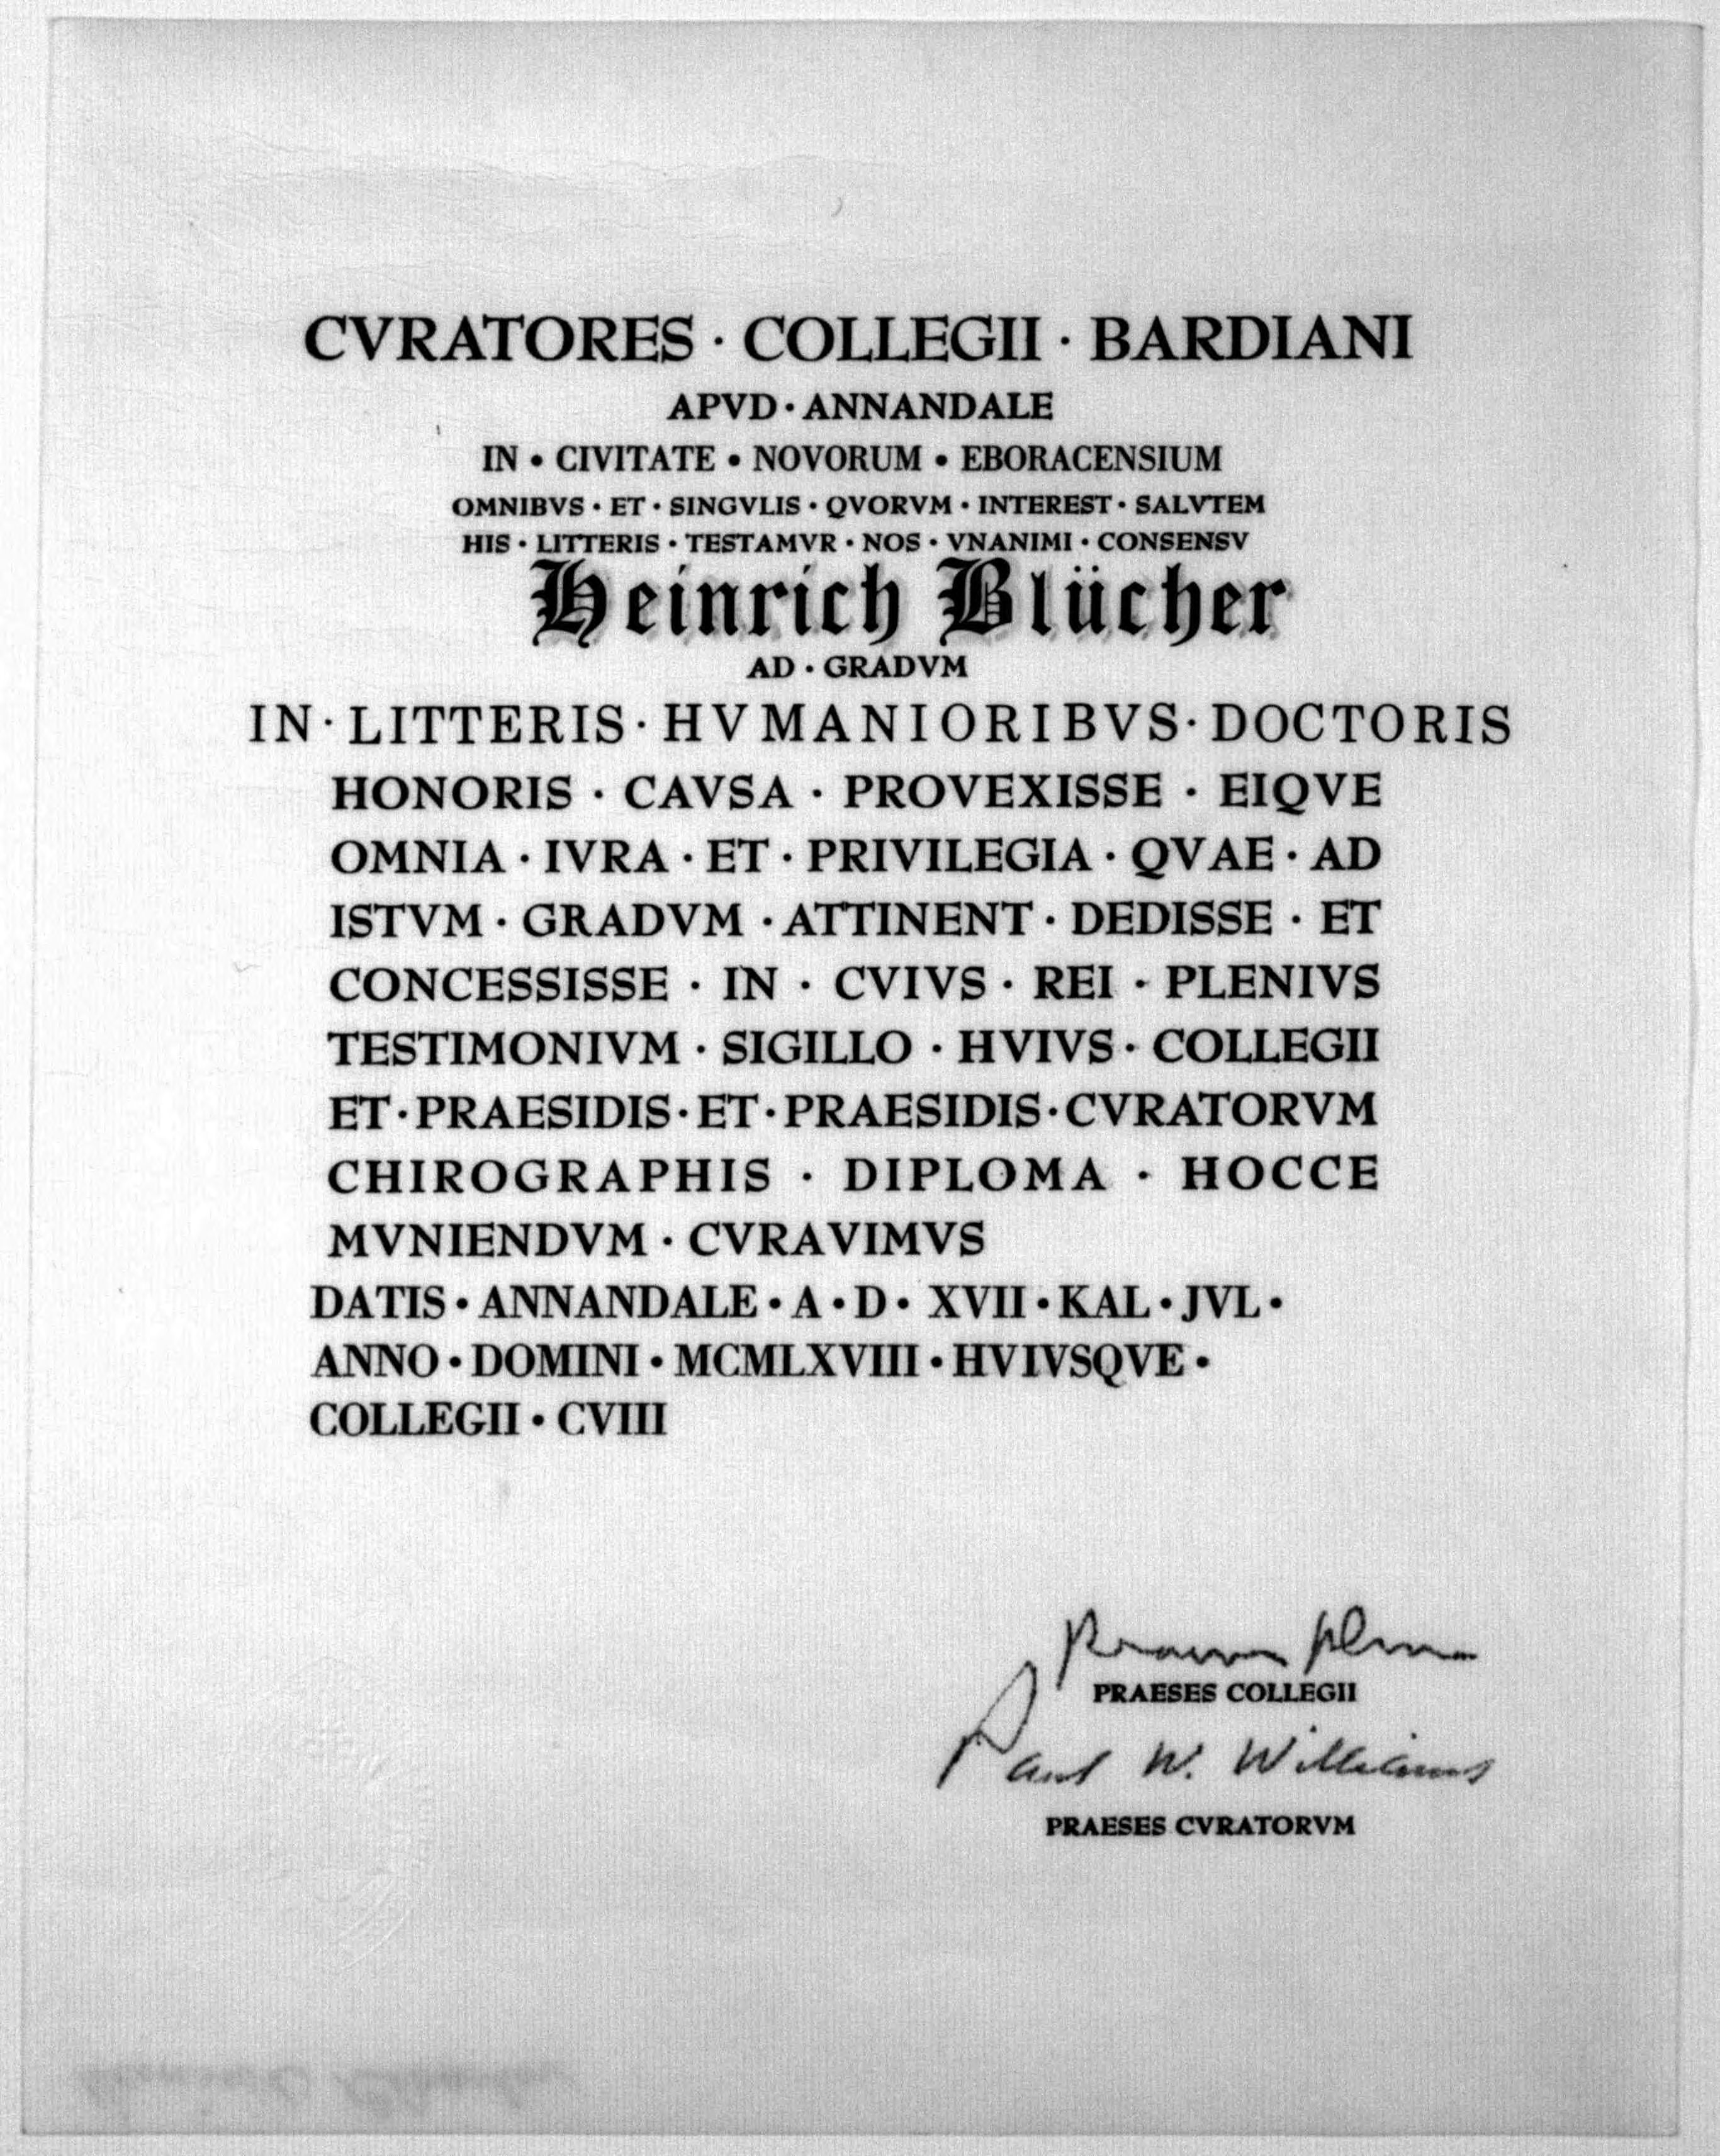 CVRATORES · COLLEGII · BARDIANI
APVD · ANNANDALE
IN • CIVITATE • NOVORUM • EBORACENSIUM
OMNIBVS · ET · SINGVLIS · QVORVM · INTEREST · SALVTEM
HIS · LITTERIS · TESTAMVR · NOS · VNANIMI · CONSENSV
Heinrich Blücher
AD · GRADVM
IN · LITTERIS · HVMANIORIBVS · DOCTORIS
HONORIS · CAVSA · PROVEXISSE · EIQVE
OMNIA · IVRA · ET · PRIVILEGIA · QVAE · AD
ISTVM · GRADVM · ATTINENT · DEDISSE · ET
CONCESSISSE · IN · CVIVS · REI · PLENIVS
TESTIMONIVM · SIGILLO · HVIVS · COLLEGII
ET · PRAESIDIS · ET · PRAESIDIS · CVRATORVM
CHIROGRAPHIS · DIPLOMA · HOCCE
MVNIENDVM · CVRAVIMVS
DATIS • ANNANDALE • A • D • XVII • KAL • JVL •
ANNO • DOMINI • MCMLXVIII • HVIVSQVE •
COLLEGII • CVIII
PRAESES COLLEGII
Paul W. Williams
PRAESES CVRATORVM